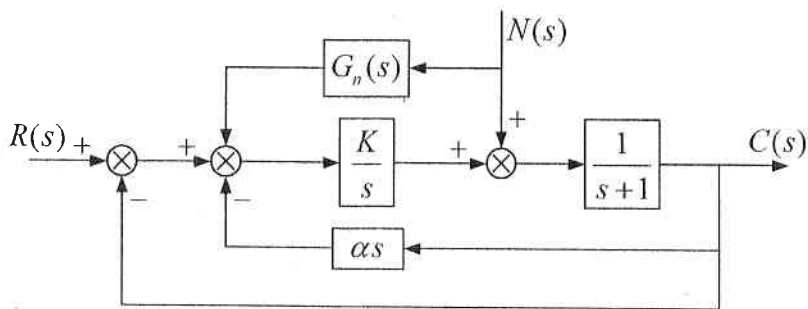 N(s)
G_n(s)
R(s) + + K/s + + 1/(s+1) C(s)
− −
αs